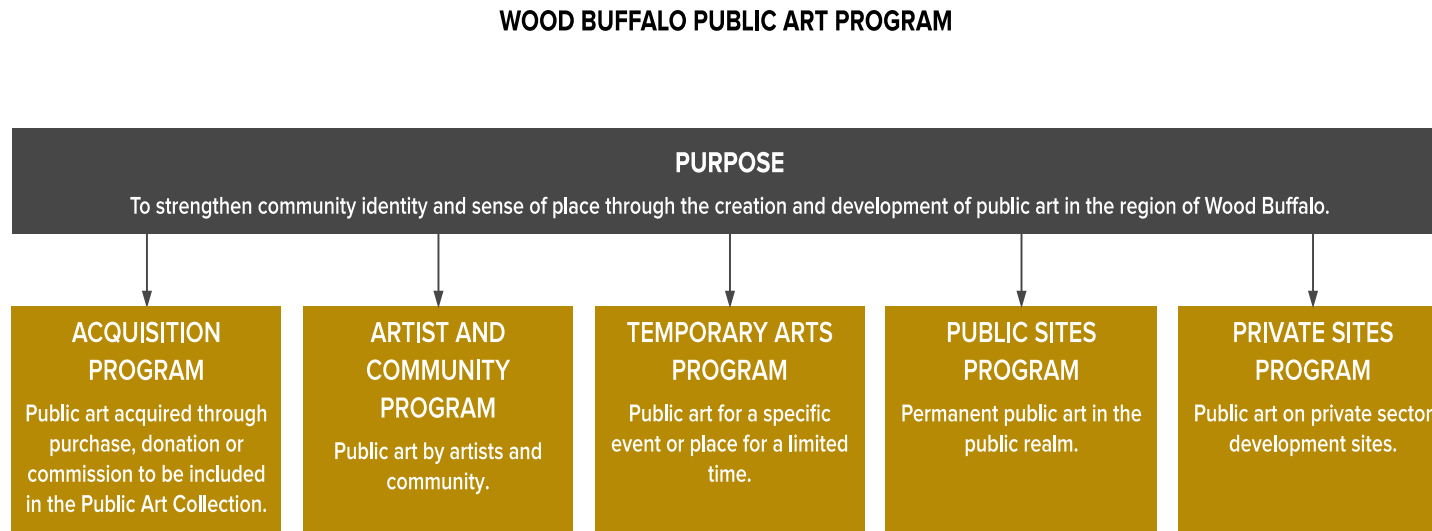 WOOD BUFFALO PUBLIC ART PROGRAM
PURPOSE
To strengthen community identity and sense of place through the creation and development of public art in the region of Wood Buffalo.
ACQUISITION
PROGRAM
Public art acquired through
purchase, donation or
commission to be included
in the Public Art Collection.
ARTIST AND
COMMUNITY
PROGRAM
Public art by artists and
community.
TEMPORARY ARTS
PROGRAM
Public art for a specific
event or place for a limited
time.
PUBLIC SITES
PROGRAM
Permanent public art in the
public realm.
PRIVATE SITES
PROGRAM
Public art on private sector
development sites.